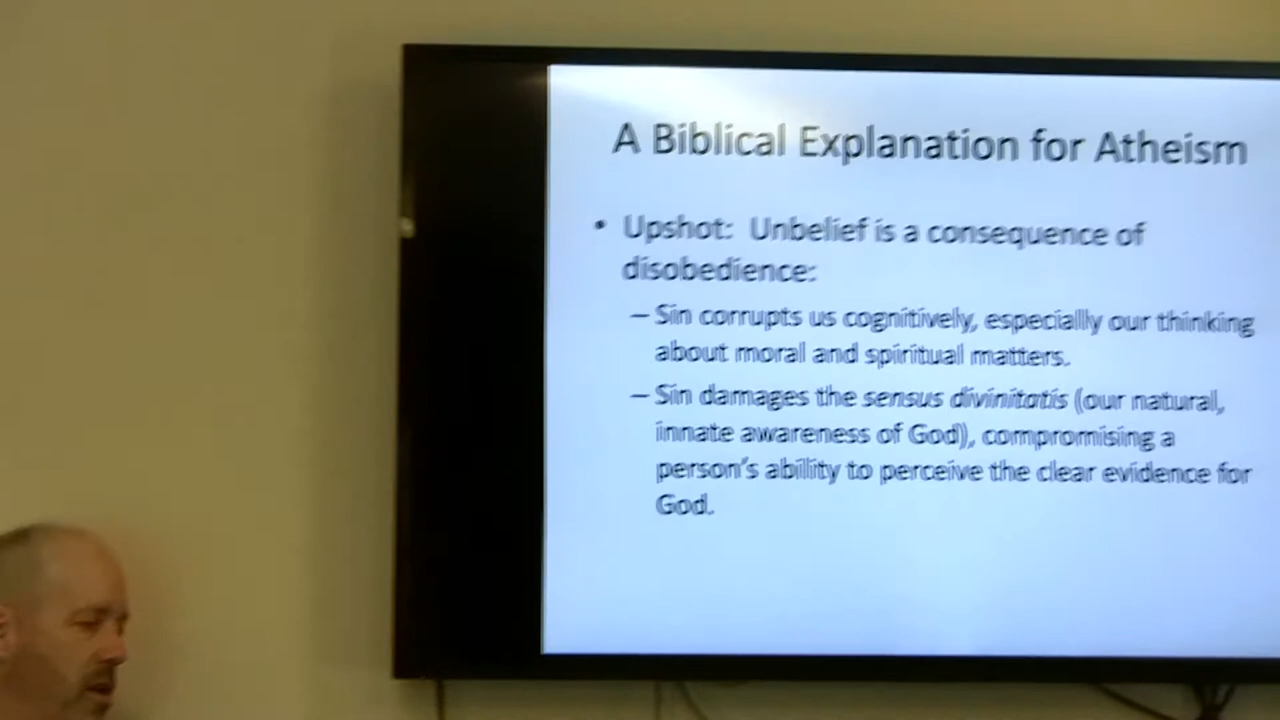 A Biblical Explanation for Atheism
• Upshot: Unbelief is a consequence of
disobedience:
– Sin corrupts us cognitively, especially our thinking
about moral and spiritual matters.
– Sin damages the sensus divinitatis (our natural,
innate awareness of God), compromising a
person's ability to perceive the clear evidence for
God.